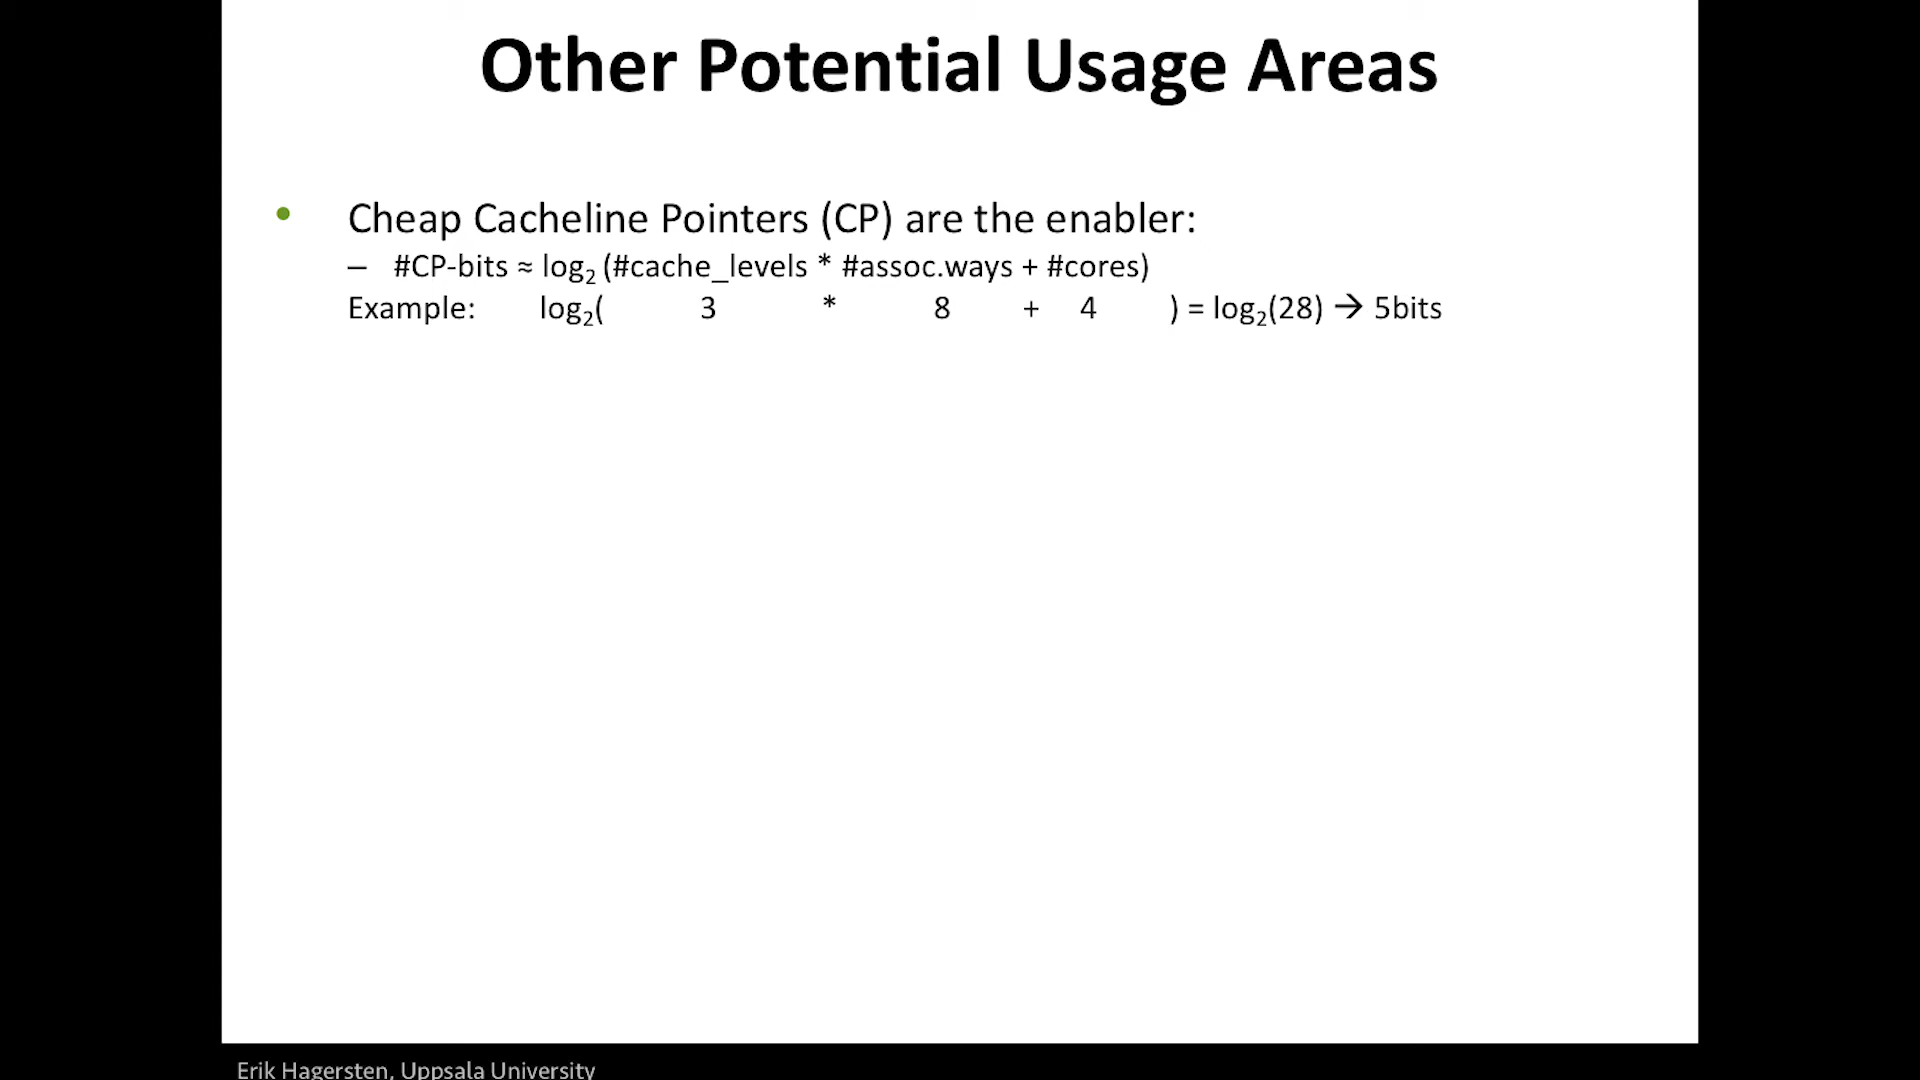 Other Potential Usage Areas
• Cheap Cacheline Pointers (CP) are the enabler:
– #CP-bits ≈ log₂ (#cache_levels * #assoc.ways + #cores)
Example: log₂( 3 * 8 + 4 ) = log₂(28) → 5bits
Erik Hagersten, Uppsala University